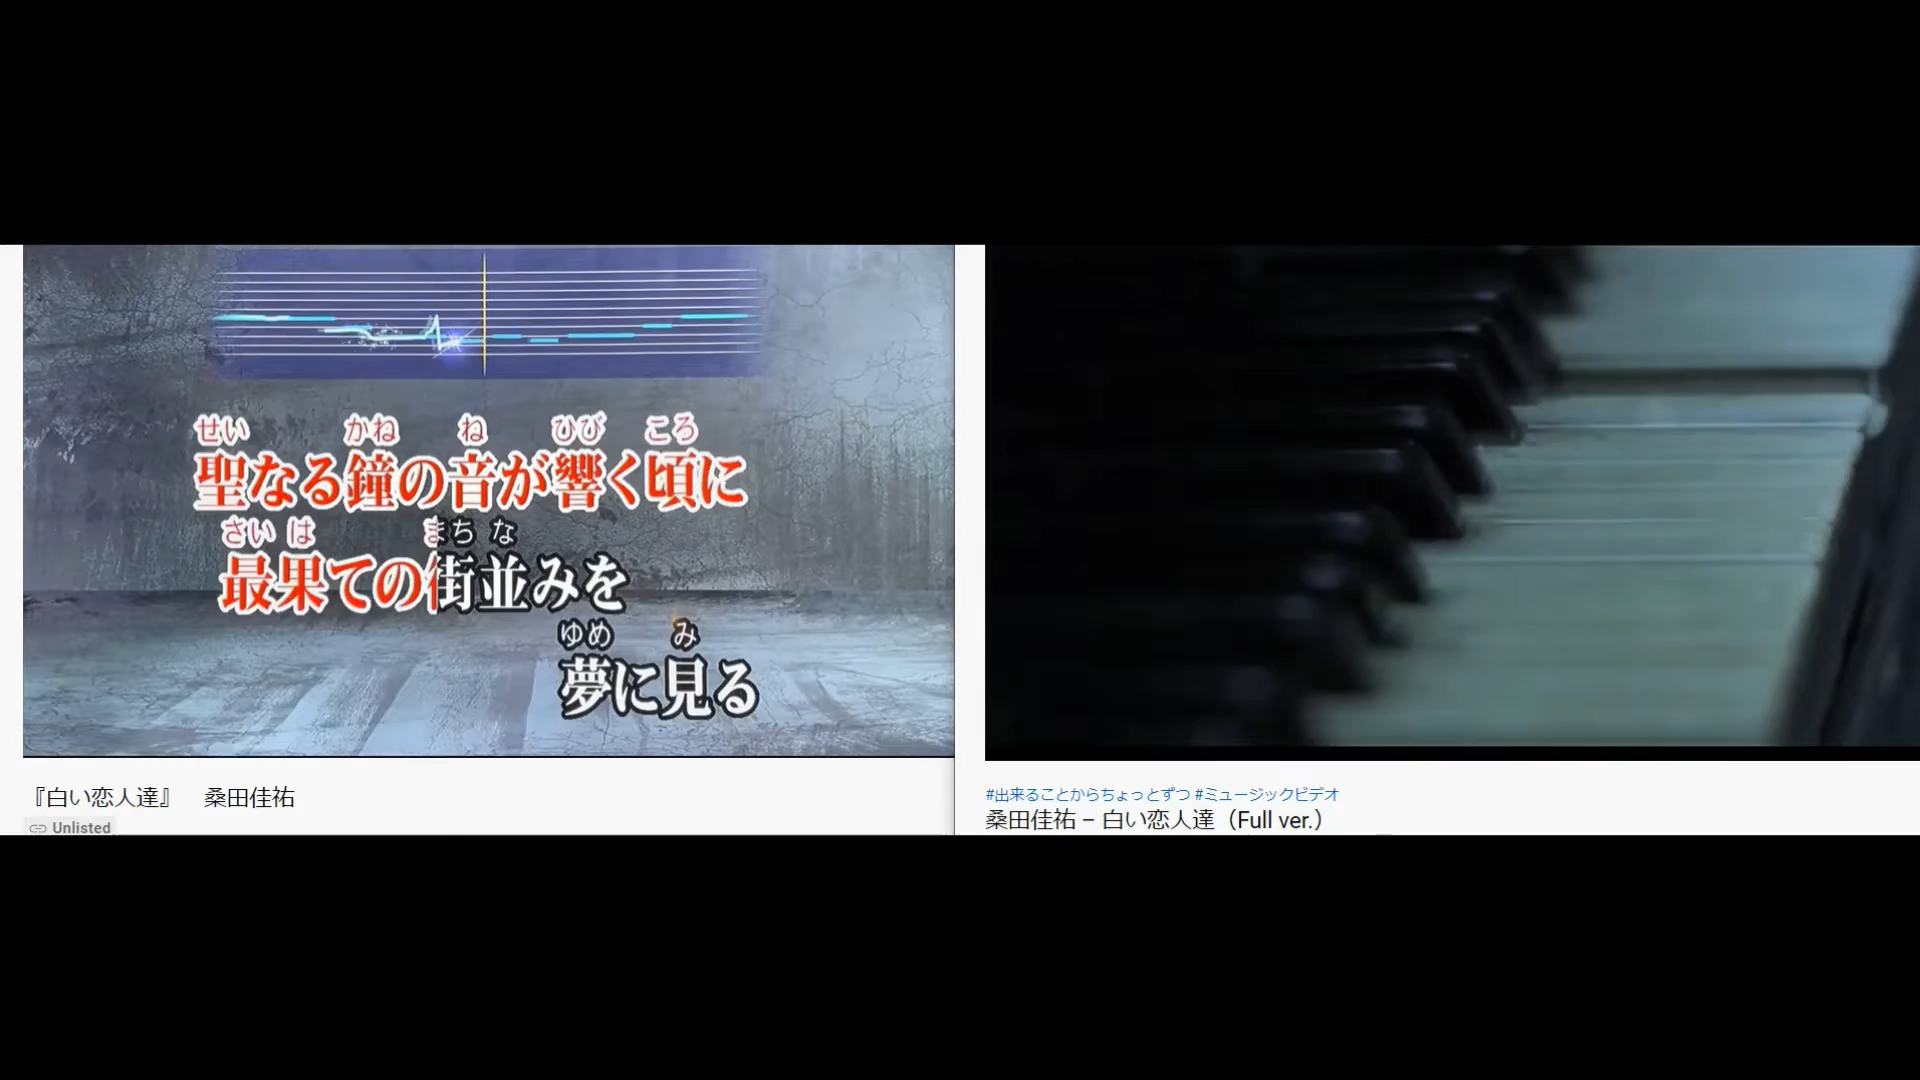 せい かね ね ひび ころ
聖なる鐘の音が響く頃に
さい は まち な
最果ての街並みを
ゆめ み
夢に見る
『白い恋人達』 桑田佳祐
Unlisted
#出来ることからちょっとずつ #ミュージックビデオ
桑田佳祐 – 白い恋人達（Full ver.）